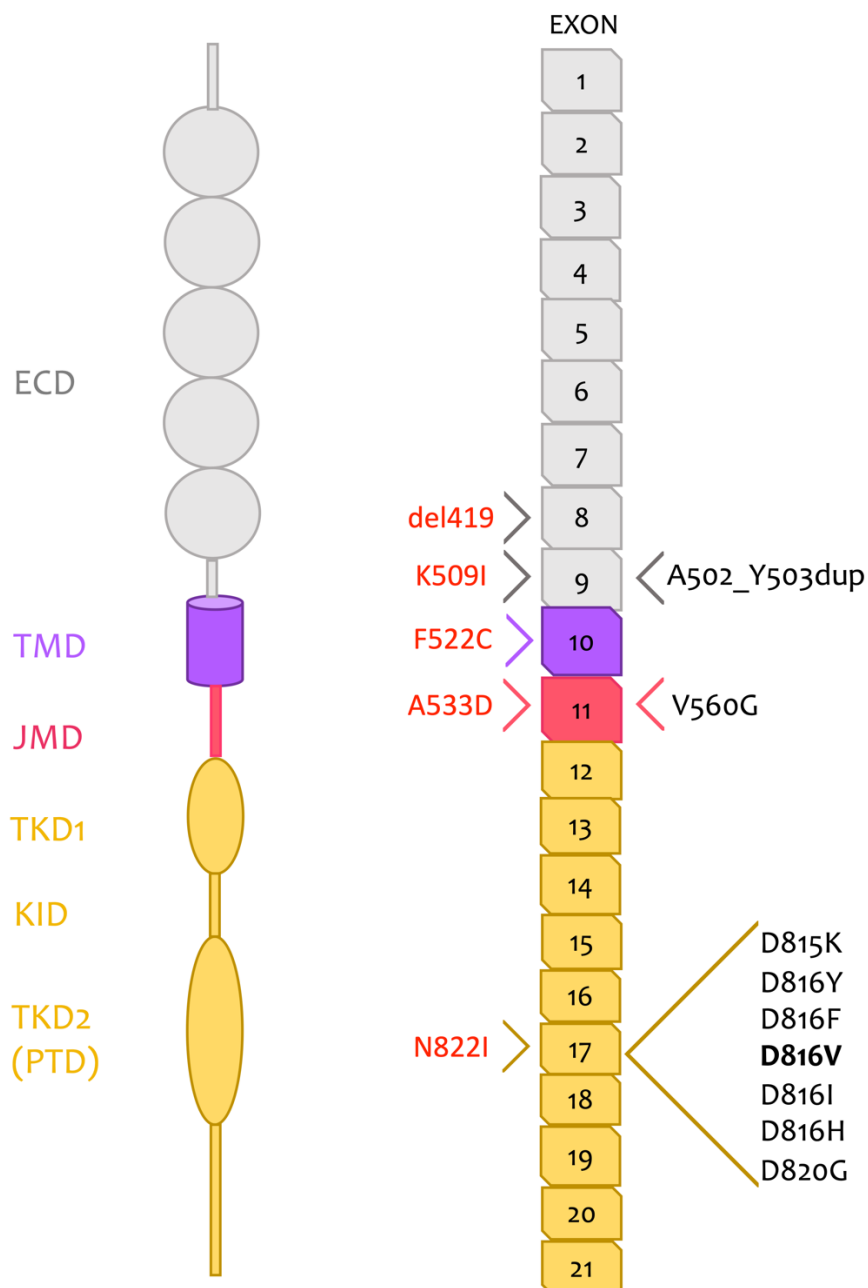 EXON
1
2
3
4
5
6
7
8
9
10
11
12
13
14
15
16
17
18
19
20
21
ECD
TMD
JMD
TKD1
KID
TKD2
(PTD)
del419
K509I
F522C
A533D
N822I
A502_Y503dup
V560G
D815K
D816Y
D816F
D816V
D816I
D816H
D820G